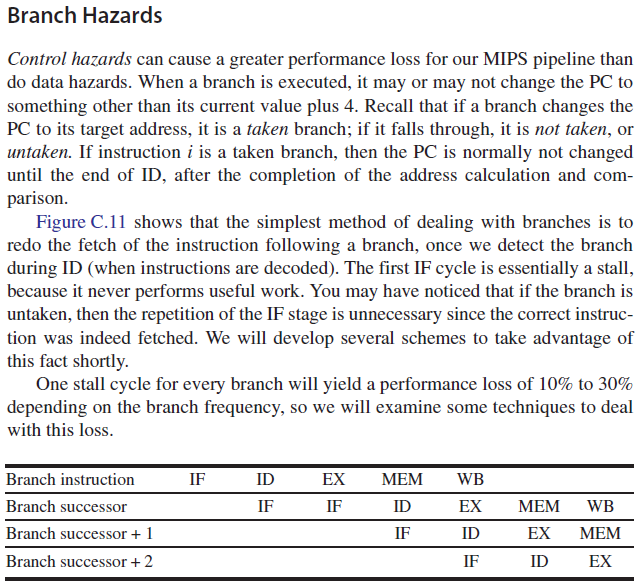 Branch Hazards
Control hazards can cause a greater performance loss for our MIPS pipeline than
do data hazards. When a branch is executed, it may or may not change the PC to
something other than its current value plus 4. Recall that if a branch changes the
PC to its target address, it is a taken branch; if it falls through, it is not taken, or
untaken. If instruction i is a taken branch, then the PC is normally not changed
until the end of ID, after the completion of the address calculation and com-
parison.
Figure C.11 shows that the simplest method of dealing with branches is to
redo the fetch of the instruction following a branch, once we detect the branch
during ID (when instructions are decoded). The first IF cycle is essentially a stall,
because it never performs useful work. You may have noticed that if the branch is
untaken, then the repetition of the IF stage is unnecessary since the correct instruc-
tion was indeed fetched. We will develop several schemes to take advantage of
this fact shortly.
One stall cycle for every branch will yield a performance loss of 10% to 30%
depending on the branch frequency, so we will examine some techniques to deal
with this loss.
Branch instruction IF ID EX MEM WB
Branch successor IF IF ID EX MEM WB
Branch successor + 1 IF ID EX MEM
Branch successor + 2 IF ID EX